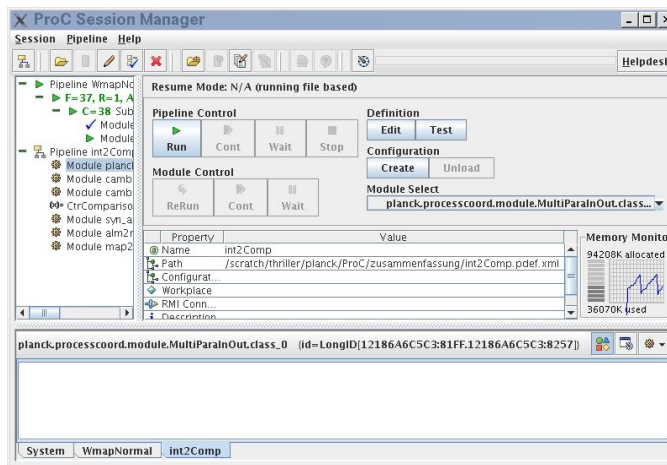 ProC Session Manager
Session Pipeline Help
Helpdesk
Pipeline WmapNo
F=37, R=1, A
C=38 Sub
Module
Module
Pipeline int2Comp
Module planck
Module camb
Module camb
CtrCompariso
Module syn_a
Module alm2r
Module map2
Resume Mode: N/A (running file based)
Pipeline Control
Run Cont Wait Stop
Module Control
ReRun Cont Wait
Definition
Edit Test
Configuration
Create Unload
Module Select
planck.processcoord.module.MultiParaInOut.class...
Property Value
Name int2Comp
Path /scratch/thriller/planck/ProC/zusammenfassung/int2Comp.pdef.xml
Configurat...
Workplace
RMI Conn...
Description
Memory Monito
94208K allocated
36070K used
planck.processcoord.module.MultiParaInOut.class_0 (id=LongID[12186A6C5C3:81FF.12186A6C5C3:8257])
System WmapNormal int2Comp